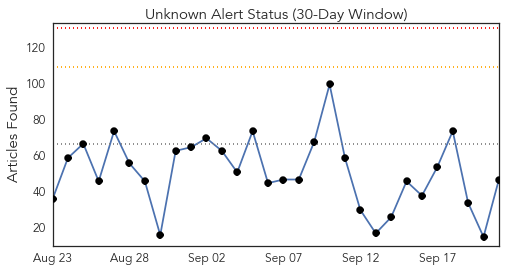 Unknown Alert Status (30-Day Window)
Articles Found
120
100
80
60
40
20
Aug 23
Aug 28
Sep 02
Sep 07
Sep 12
Sep 17